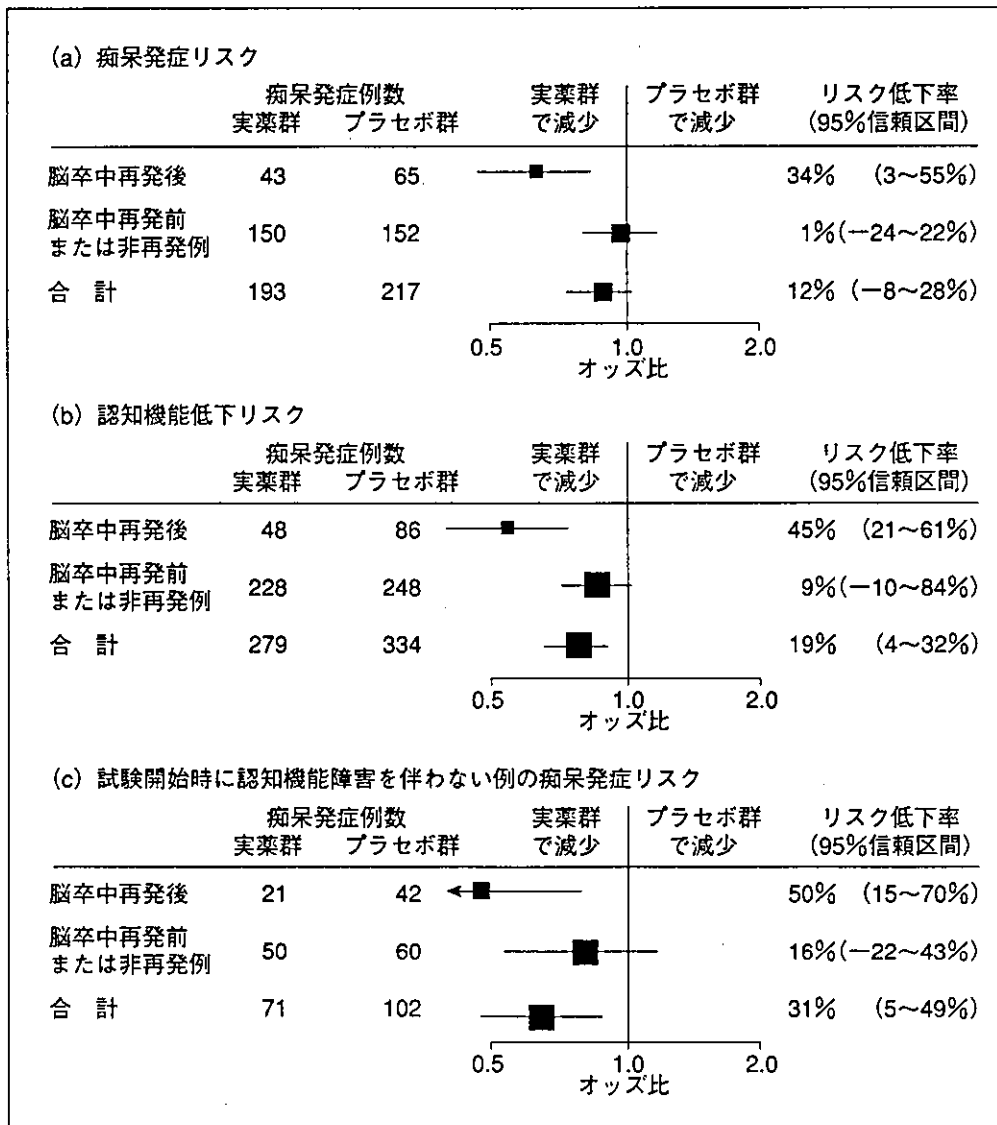 (a) 痴呆発症リスク
痴呆発症例数 実薬群 プラセボ群 リスク低下率
実薬群 プラセボ群 で減少 で減少 (95%信頼区間)
脳卒中再発後 43 65 34% (3~55%)
脳卒中再発前
または非再発例 150 152 1%(-24~22%)
合 計 193 217 12% (-8~28%)
0.5 1.0 2.0
オッズ比
(b) 認知機能低下リスク
痴呆発症例数 実薬群 プラセボ群 リスク低下率
実薬群 プラセボ群 で減少 で減少 (95%信頼区間)
脳卒中再発後 48 86 45% (21~61%)
脳卒中再発前
または非再発例 228 248 9%(-10~84%)
合 計 279 334 19% (4~32%)
0.5 1.0 2.0
オッズ比
(c) 試験開始時に認知機能障害を伴わない例の痴呆発症リスク
痴呆発症例数 実薬群 プラセボ群 リスク低下率
実薬群 プラセボ群 で減少 で減少 (95%信頼区間)
脳卒中再発後 21 42 50% (15~70%)
脳卒中再発前
または非再発例 50 60 16%(-22~43%)
合 計 71 102 31% (5~49%)
0.5 1.0 2.0
オッズ比